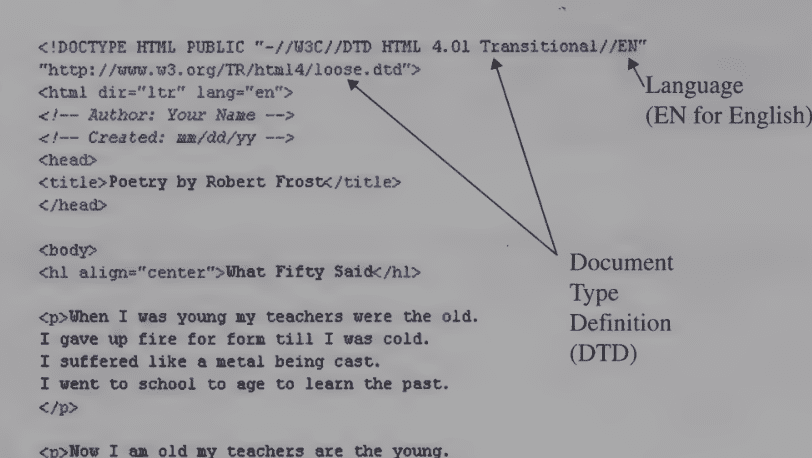 <!DOCTYPE HTML PUBLIC "-//W3C//DTD HTML 4.01 Transitional//EN"
"http://www.w3.org/TR/html4/loose.dtd">
<html dir="ltr" lang="en">
<!-- Author: Your Name -->
<!-- Created: mm/dd/yy -->
<head>
<title>Poetry by Robert Frost</title>
</head>
<body>
<h1 align="center">What Fifty Said</h1>
<p>When I was young my teachers were the old.
I gave up fire for form till I was cold.
I suffered like a metal being cast.
I went to school to age to learn the past.
</p>
<p>Now I am old my teachers are the young.
Language
(EN for English)
Document
Type
Definition
(DTD)